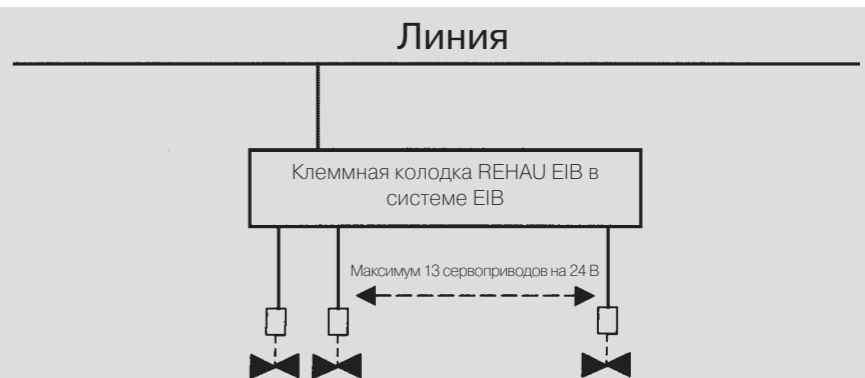 Линия
Клеммная колодка REHAU EIB в
системе EIB
Максимум 13 сервоприводов на 24 В